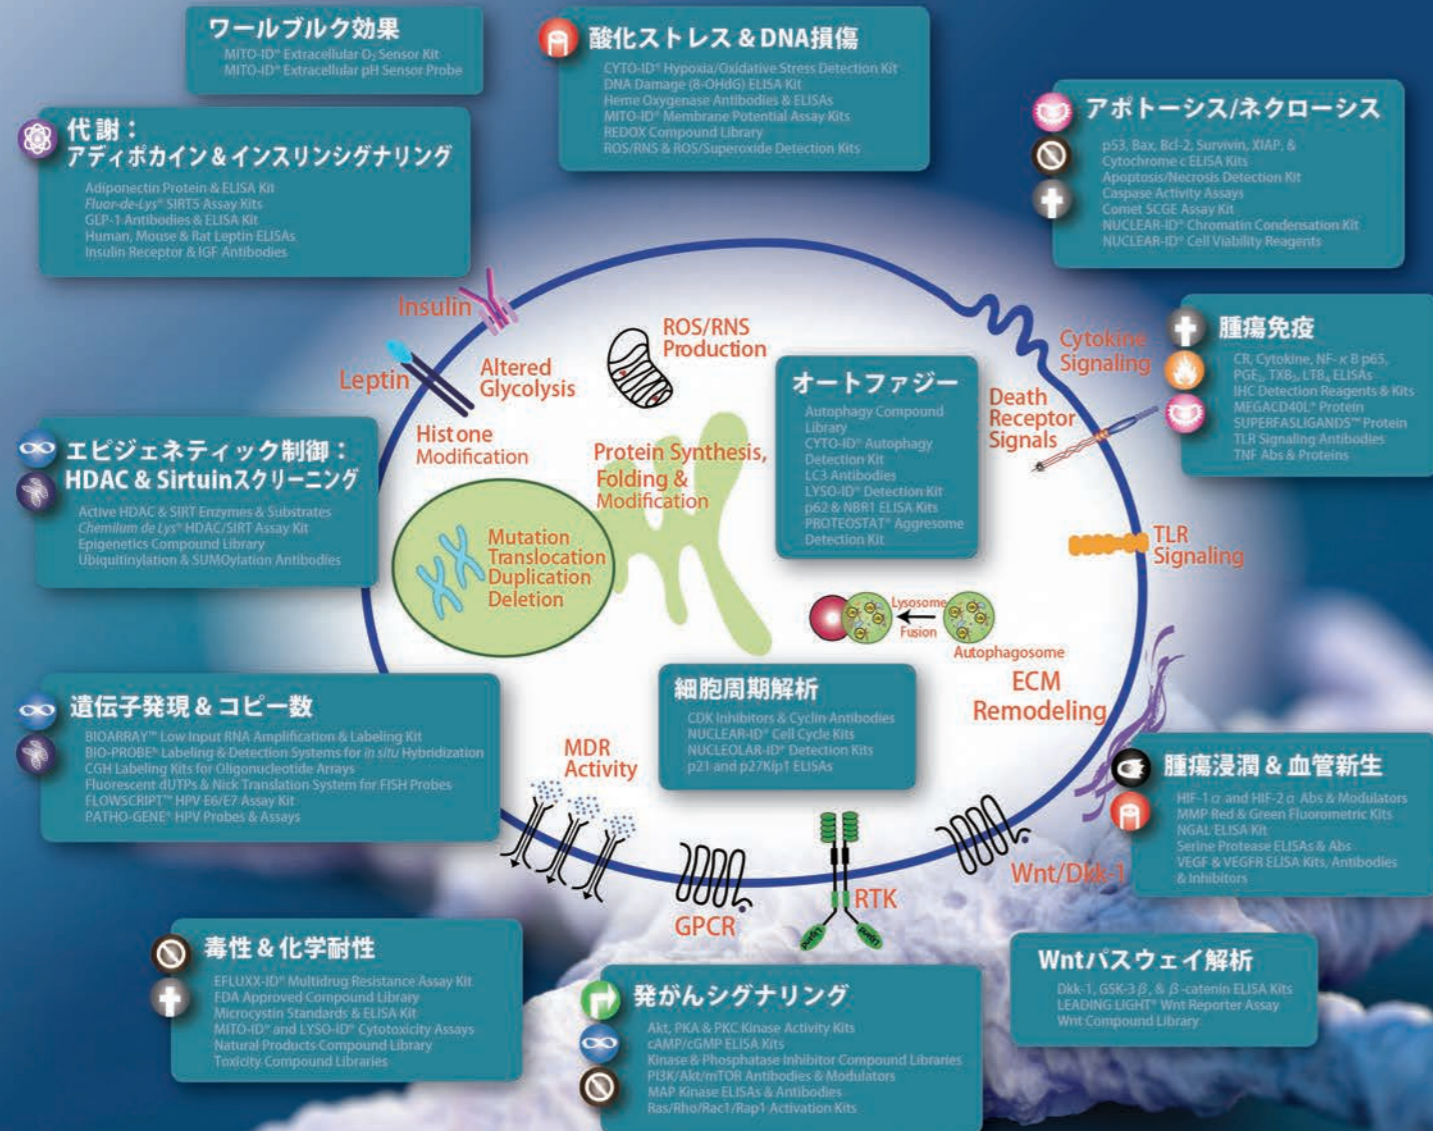 ワールブルク効果
MITO-ID® Extracellular O₂ Sensor Kit
MITO-ID® Extracellular pH Sensor Probe
酸化ストレス & DNA損傷
CYTO-ID® Hypoxia/Oxidative Stress Detection Kit
DNA Damage (8-OHdG) ELISA Kit
Heme Oxygenase Antibodies & ELISAs
MITO-ID® Membrane Potential Assay Kits
REDOX Compound Library
ROS/RNS & ROS/Superoxide Detection Kits
アポトーシス/ネクローシス
p53, Bax, Bcl-2, Survivin, XIAP, &
Cytochrome c ELISA Kits
Apoptosis/Necrosis Detection Kit
Caspase Activity Assays
Comet SCGE Assay Kit
NUCLEAR-ID® Chromatin Condensation Kit
NUCLEAR-ID® Cell Viability Reagents
代謝：
アディポカイン & インスリンシグナリング
Adiponectin Protein & ELISA Kit
Fluor-de-Lys® SIRT5 Assay Kits
GLP-1 Antibodies & ELISA Kit
Human, Mouse & Rat Leptin ELISAs
Insulin Receptor & IGF Antibodies
Insulin
Leptin
Altered
Glycolysis
ROS/RNS
Production
Cytokine
Signaling
Death
Receptor
Signals
腫瘍免疫
CR, Cytokine, NF-κB p65,
PGE₂, TXB₂, LTB₄ ELISAs
IHC Detection Reagents & Kits
MEGACD40L® Protein
SUPERFASLIGANDS™ Protein
TLR Signaling Antibodies
TNF Abs & Proteins
オートファジー
Autophagy Compound
Library
CYTO-ID® Autophagy
Detection Kit
LC3 Antibodies
LYSO-ID® Detection Kit
p62 & NBR1 ELISA Kits
PROTEOSTAT® Aggresome
Detection Kit
エピジェネティック制御：
HDAC & Sirtuinスクリーニング
Active HDAC & SIRT Enzymes & Substrates
Chemilum de Lys® HDAC/SIRT Assay Kit
Epigenetics Compound Library
Ubiquitinylation & SUMOylation Antibodies
Histone
Modification
Protein Synthesis,
Folding &
Modification
Mutation
Translocation
Duplication
Deletion
TLR
Signaling
Lysosome
Fusion
Autophagosome
ECM
Remodeling
細胞周期解析
CDK Inhibitors & Cyclin Antibodies
NUCLEAR-ID® Cell Cycle Kits
NUCLEOLAR-ID® Detection Kits
p21 and p27Kip1 ELISAs
遺伝子発現 & コピー数
BIOARRAY™ Low Input RNA Amplification & Labeling Kit
BIO-PROBE® Labeling & Detection Systems for in situ Hybridization
CGH Labeling Kits for Oligonucleotide Arrays
Fluorescent dUTPs & Nick Translation System for FISH Probes
FLOWSCRIPT™ HPV E6/E7 Assay Kit
PATHO-GENE® HPV Probes & Assays
MDR
Activity
GPCR
RTK
Ligand
Ligand
Wnt/Dkk-1
腫瘍浸潤 & 血管新生
HIF-1α and HIF-2α Abs & Modulators
MMP Red & Green Fluorometric Kits
NGAL ELISA Kit
Serine Protease ELISAs & Abs
VEGF & VEGFR ELISA Kits, Antibodies
& Inhibitors
毒性 & 化学耐性
EFLUXX-ID® Multidrug Resistance Assay Kit
FDA Approved Compound Library
Microcystin Standards & ELISA Kit
MITO-ID® and LYSO-ID® Cytotoxicity Assays
Natural Products Compound Library
Toxicity Compound Libraries
発がんシグナリング
Akt, PKA & PKC Kinase Activity Kits
cAMP/cGMP ELISA Kits
Kinase & Phosphatase Inhibitor Compound Libraries
PI3K/Akt/mTOR Antibodies & Modulators
MAP Kinase ELISAs & Antibodies
Ras/Rho/Rac1/Rap1 Activation Kits
Wntパスウェイ解析
Dkk-1, GSK-3β, & β-catenin ELISA Kits
LEADING LIGHT® Wnt Reporter Assay
Wnt Compound Library